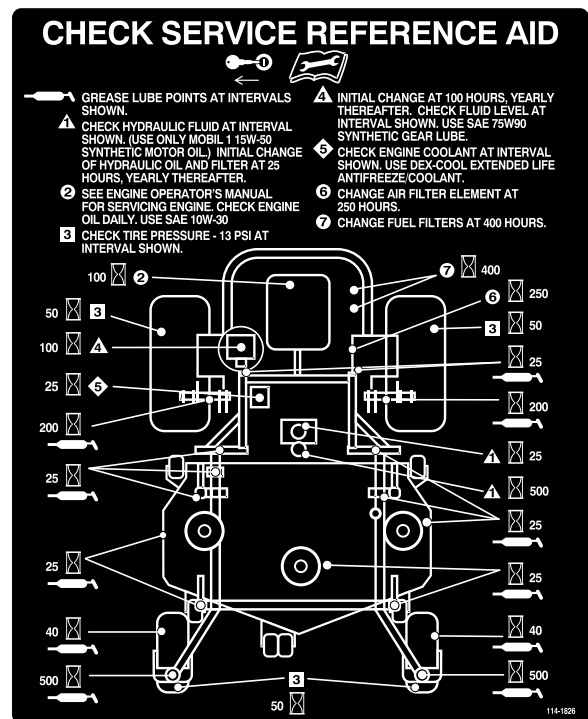 CHECK SERVICE REFERENCE AID
GREASE LUBE POINTS AT INTERVALS
SHOWN.
1 CHECK HYDRAULIC FLUID AT INTERVAL
SHOWN. (USE ONLY MOBIL 1 15W-50
SYNTHETIC MOTOR OIL.) INITIAL CHANGE
OF HYDRAULIC OIL AND FILTER AT 25
HOURS, YEARLY THEREAFTER.
2 SEE ENGINE OPERATOR'S MANUAL
FOR SERVICING ENGINE. CHECK ENGINE
OIL DAILY. USE SAE 10W-30
3 CHECK TIRE PRESSURE - 13 PSI AT
INTERVAL SHOWN.
4 INITIAL CHANGE AT 100 HOURS, YEARLY
THEREAFTER. CHECK FLUID LEVEL AT
INTERVAL SHOWN. USE SAE 75W90
SYNTHETIC GEAR LUBE.
5 CHECK ENGINE COOLANT AT INTERVAL
SHOWN. USE DEX-COOL EXTENDED LIFE
ANTIFREEZE/COOLANT.
6 CHANGE AIR FILTER ELEMENT AT
250 HOURS.
7 CHANGE FUEL FILTERS AT 400 HOURS.
100 2
7 400
6 250
50 3
3 50
100 4
25
25 5
200
200
1 25
25
1 500
25
25
25
40
40
500
500
3
50
114-1826